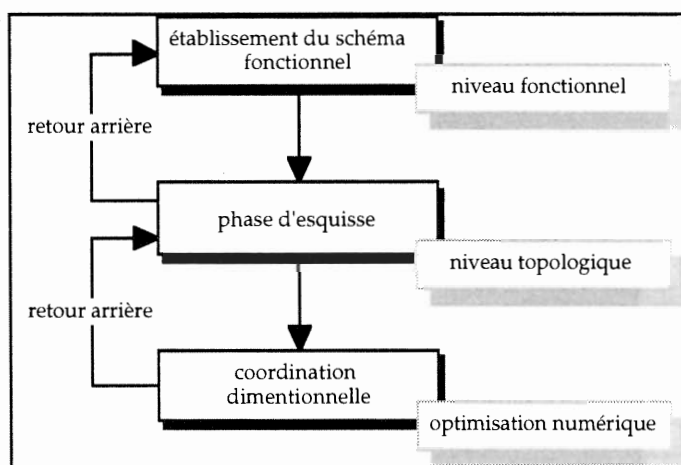 établissement du schéma
fonctionnel
niveau fonctionnel
retour arrière
phase d'esquisse
niveau topologique
retour arrière
coordination
dimentionnelle
optimisation numérique